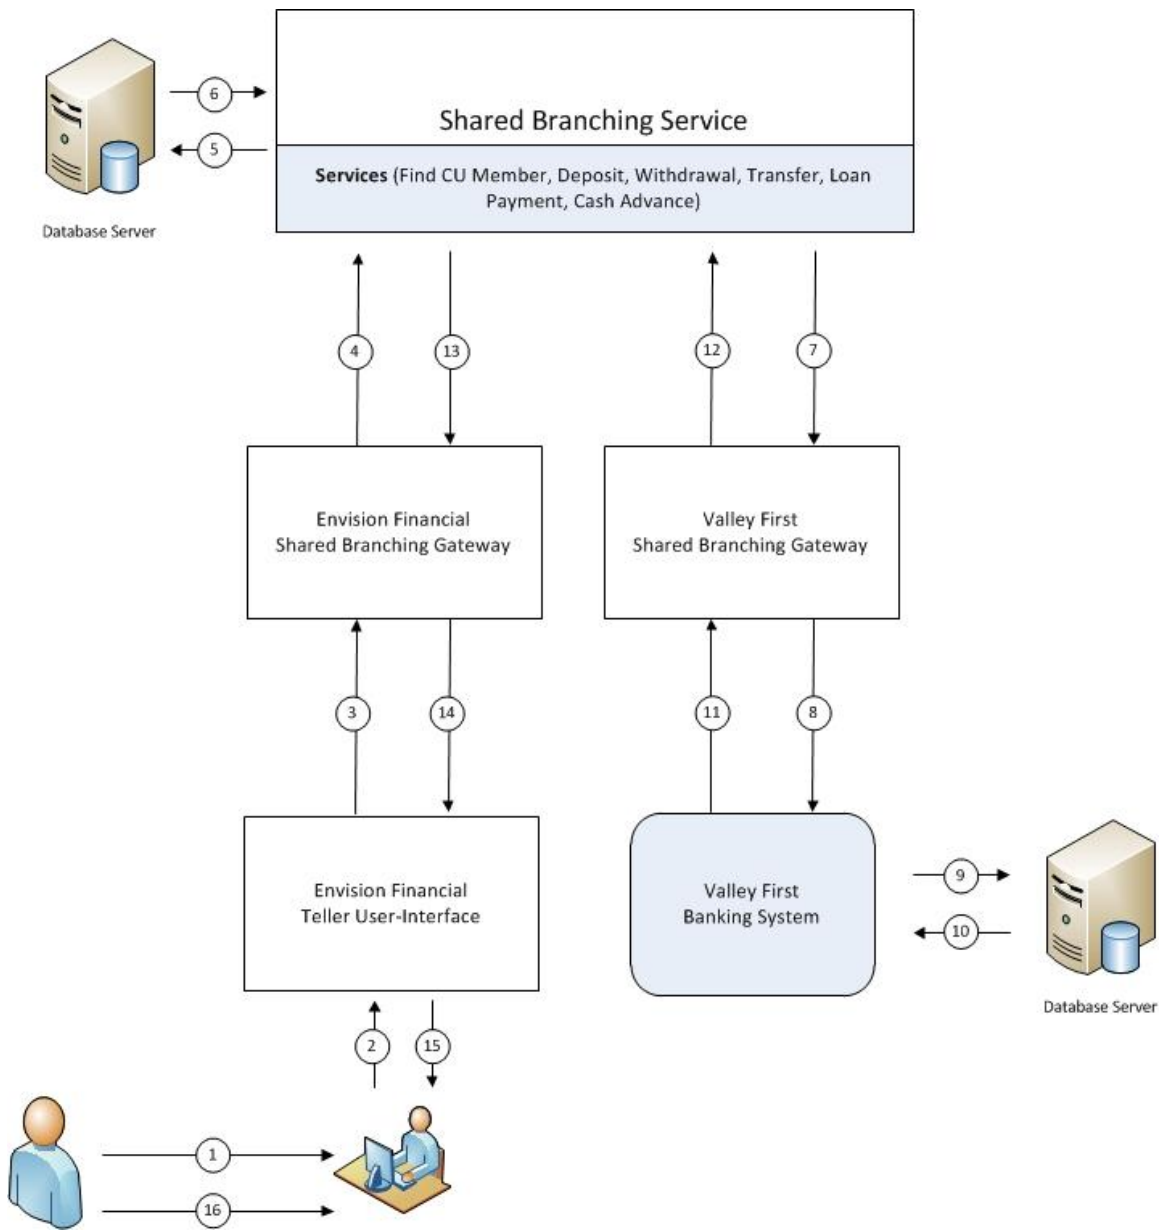 6
Shared Branching Service
5
Services (Find CU Member, Deposit, Withdrawal, Transfer, Loan
Payment, Cash Advance)
Database Server
4
13
12
7
Envision Financial
Shared Branching Gateway
Valley First
Shared Branching Gateway
3
14
11
8
Envision Financial
Teller User-Interface
Valley First
Banking System
9
10
Database Server
2
15
1
16